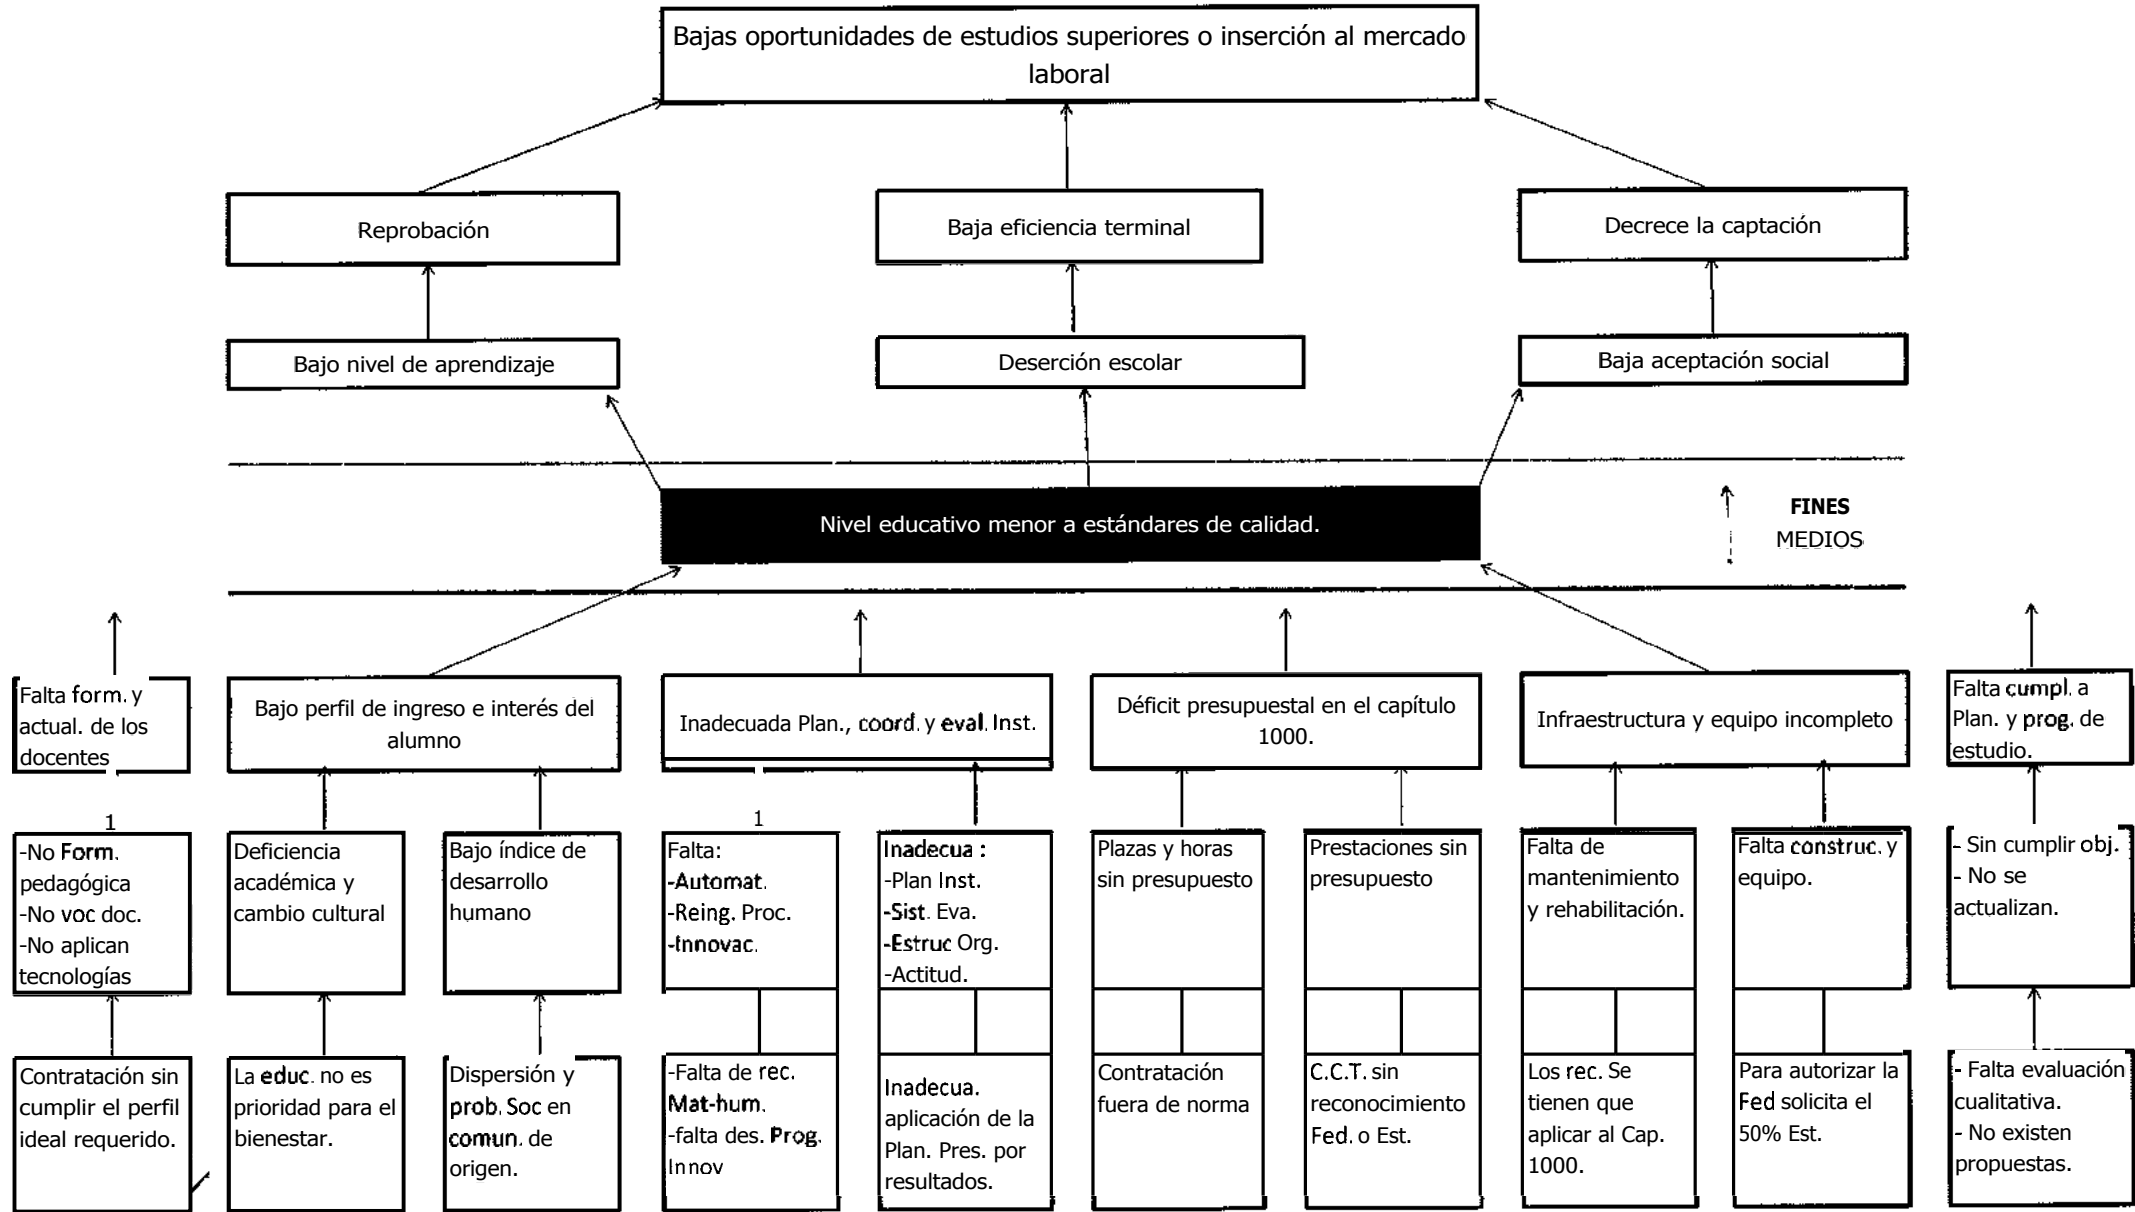 Bajas oportunidades de estudios superiores o inserción al mercado
laboral
Reprobación
Baja eficiencia terminal
Decrece la captación
Bajo nivel de aprendizaje
Deserción escolar
Baja aceptación social
Nivel educativo menor a estándares de calidad.
FINES
MEDIOS
Falta form. y
actual. de los
docentes
Bajo perfil de ingreso e interés del
alumno
Inadecuada Plan., coord. y eval. Inst.
Déficit presupuestal en el capítulo
1000.
Infraestructura y equipo incompleto
Falta cumpl. a
Plan. y prog. de
estudio.
1
-No Form.
pedagógica
-No voc doc.
-No aplican
tecnologías
Deficiencia
académica y
cambio cultural
Bajo índice de
desarrollo
humano
1
Falta:
-Automat.
-Reing. Proc.
-Innovac.
Inadecua :
-Plan Inst.
-Sist. Eva.
-Estruc Org.
-Actitud.
Plazas y horas
sin presupuesto
Prestaciones sin
presupuesto
Falta de
mantenimiento
y rehabilitación.
Falta construc. y
equipo.
- Sin cumplir obj.
- No se
actualizan.
Contratación sin
cumplir el perfil
ideal requerido.
La educ. no es
prioridad para el
bienestar.
Dispersión y
prob. Soc en
comun. de
origen.
-Falta de rec.
Mat-hum.
-falta des. Prog.
Innov
Inadecua.
aplicación de la
Plan. Pres. por
resultados.
Contratación
fuera de norma
C.C.T. sin
reconocimiento
Fed. o Est.
Los rec. Se
tienen que
aplicar al Cap.
1000.
Para autorizar la
Fed solicita el
50% Est.
- Falta evaluación
cualitativa.
- No existen
propuestas.